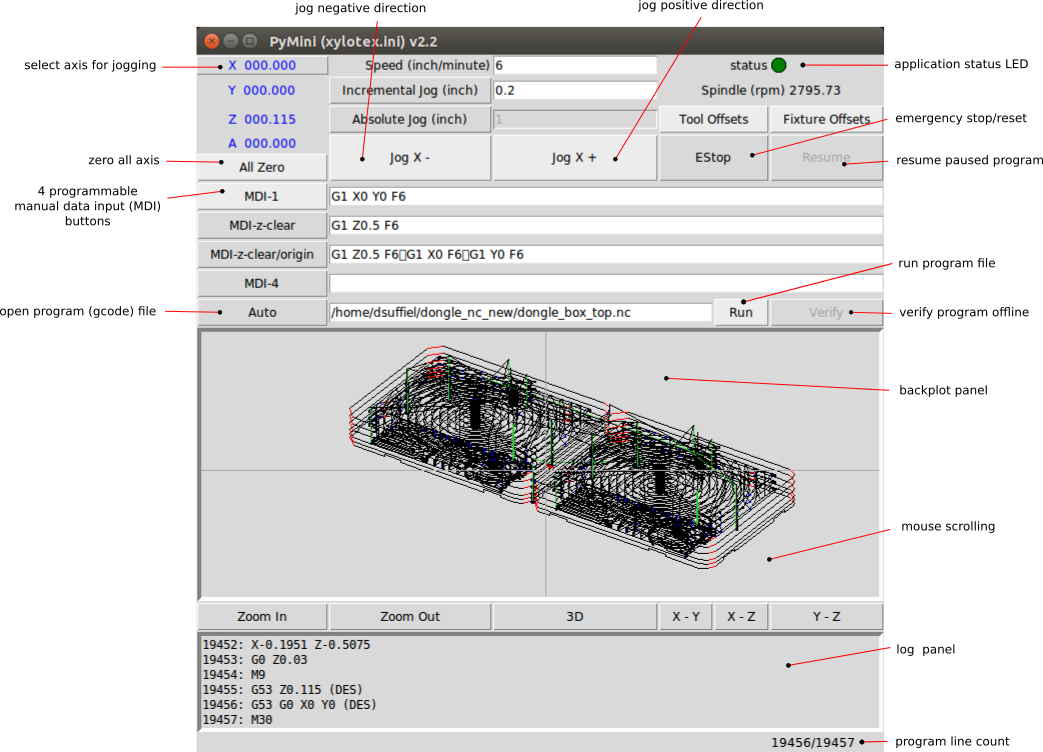 jog negative direction
jog positive direction
PyMini (xylotex.ini) v2.2
select axis for jogging
X 000.000
Speed (inch/minute) 6
status
application status LED
Y 000.000
Incremental Jog (inch) 0.2
Spindle (rpm) 2795.73
Z 000.115
Absolute Jog (inch) 1
Tool Offsets
Fixture Offsets
emergency stop/reset
A 000.000
zero all axis
All Zero
Jog X -
Jog X +
EStop
Resume
resume paused program
4 programmable
manual data input (MDI)
buttons
MDI-1
G1 X0 Y0 F6
MDI-z-clear
G1 Z0.5 F6
MDI-z-clear/origin
G1 Z0.5 F6▯G1 X0 F6▯G1 Y0 F6
run program file
MDI-4
open program (gcode) file
Auto
/home/dsuffiel/dongle_nc_new/dongle_box_top.nc
Run
Verify
verify program offline
backplot panel
mouse scrolling
Zoom In
Zoom Out
3D
X - Y
X - Z
Y - Z
19452: X-0.1951 Z-0.5075
19453: G0 Z0.03
19454: M9
19455: G53 Z0.115 (DES)
19456: G53 G0 X0 Y0 (DES)
19457: M30
log panel
19456/19457
program line count